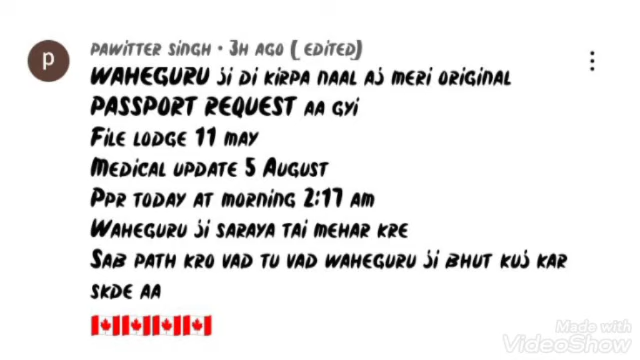 p
pawitter singh • 3h ago (edited)
WAHEGURU ji di kirpa naal aj meri original
PASSPORT REQUEST aa gyi
File lodge 11 may
Medical update 5 August
Ppr today at morning 2:17 am
Waheguru ji saraya tai mehar kre
Sab path kro vad tu vad waheguru ji bhut kuj kar
skde aa
🇨🇦🇨🇦🇨🇦🇨🇦
Made with
VideoShow